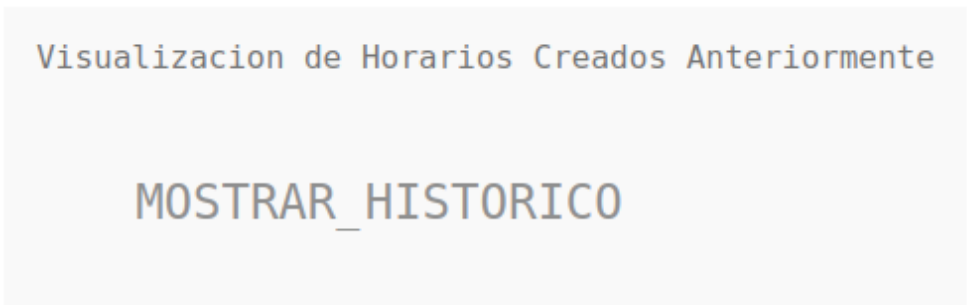 Visualizacion de Horarios Creados Anteriormente
MOSTRAR_HISTORICO